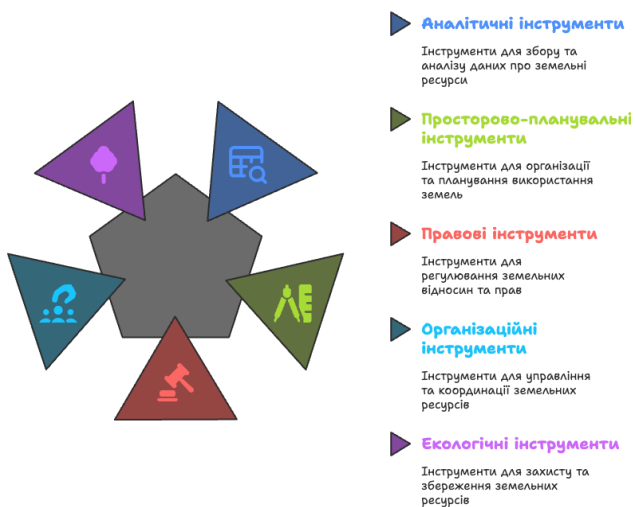 Аналітичні інструменти
Інструменти для збору та
аналізу даних про земельні
ресурси
Просторово-планувальні
інструменти
Інструменти для організації
та планування використання
земель
Правові інструменти
Інструменти для
регулювання земельних
відносин та прав
Організаційні
інструменти
Інструменти для управління
та координації земельних
ресурсів
Екологічні інструменти
Інструменти для захисту та
збереження земельних
ресурсів